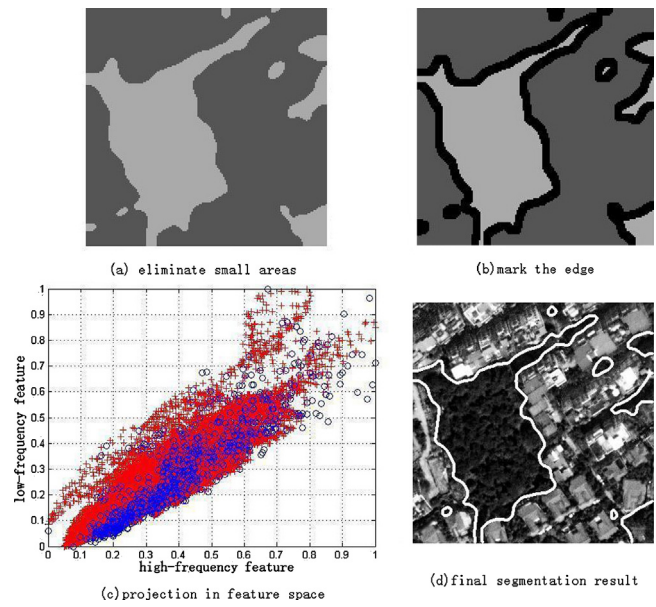 (a) eliminate small areas
(b)mark the edge
1
0.9
0.8
0.7
0.6
0.5
0.4
0.3
0.2
0.1
0
low-frequency feature
0 0.1 0.2 0.3 0.4 0.5 0.6 0.7 0.8 0.9 1
high-frequency feature
(c)projection in feature space
(d)final segmentation result